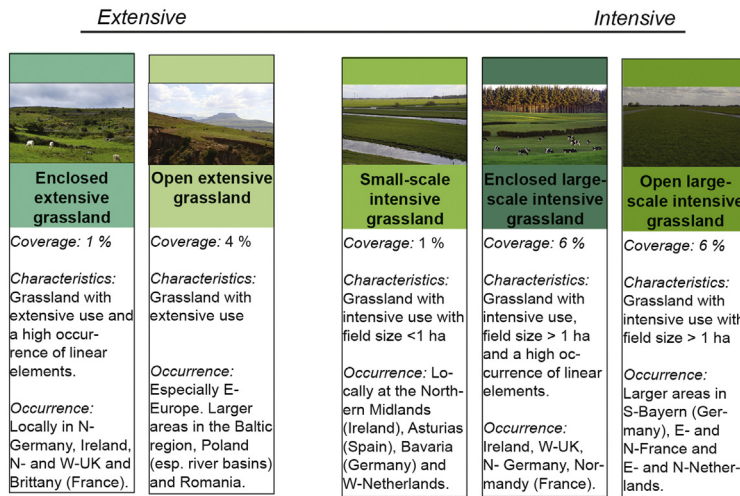 Extensive
Intensive
Enclosed
extensive
grassland
Coverage: 1 %
Characteristics:
Grassland with
extensive use and
a high occur-
rence of linear
elements.
Occurrence:
Locally in N-
Germany, Ireland,
N- and W-UK and
Brittany (France).
Open extensive
grassland
Coverage: 4 %
Characteristics:
Grassland with
extensive use
Occurrence:
Especially E-
Europe. Larger
areas in the Baltic
region, Poland
(esp. river basins)
and Romania.
Small-scale
intensive
grassland
Coverage: 1 %
Characteristics:
Grassland with
intensive use with
field size <1 ha
Occurrence: Lo-
cally at the North-
ern Midlands
(Ireland), Asturias
(Spain), Bavaria
(Germany) and
W-Netherlands.
Enclosed large-
scale intensive
grassland
Coverage: 6 %
Characteristics:
Grassland with
intensive use,
field size > 1 ha
and a high oc-
currence of linear
elements.
Occurrence:
Ireland, W-UK,
N- Germany, Nor-
mandy (France).
Open large-
scale intensive
grassland
Coverage: 6 %
Characteristics:
Grassland with
intensive use with
field size > 1 ha
Occurrence:
Larger areas in
S-Bayern (Ger-
many), E- and
N-France and
E- and N-Nether-
lands.